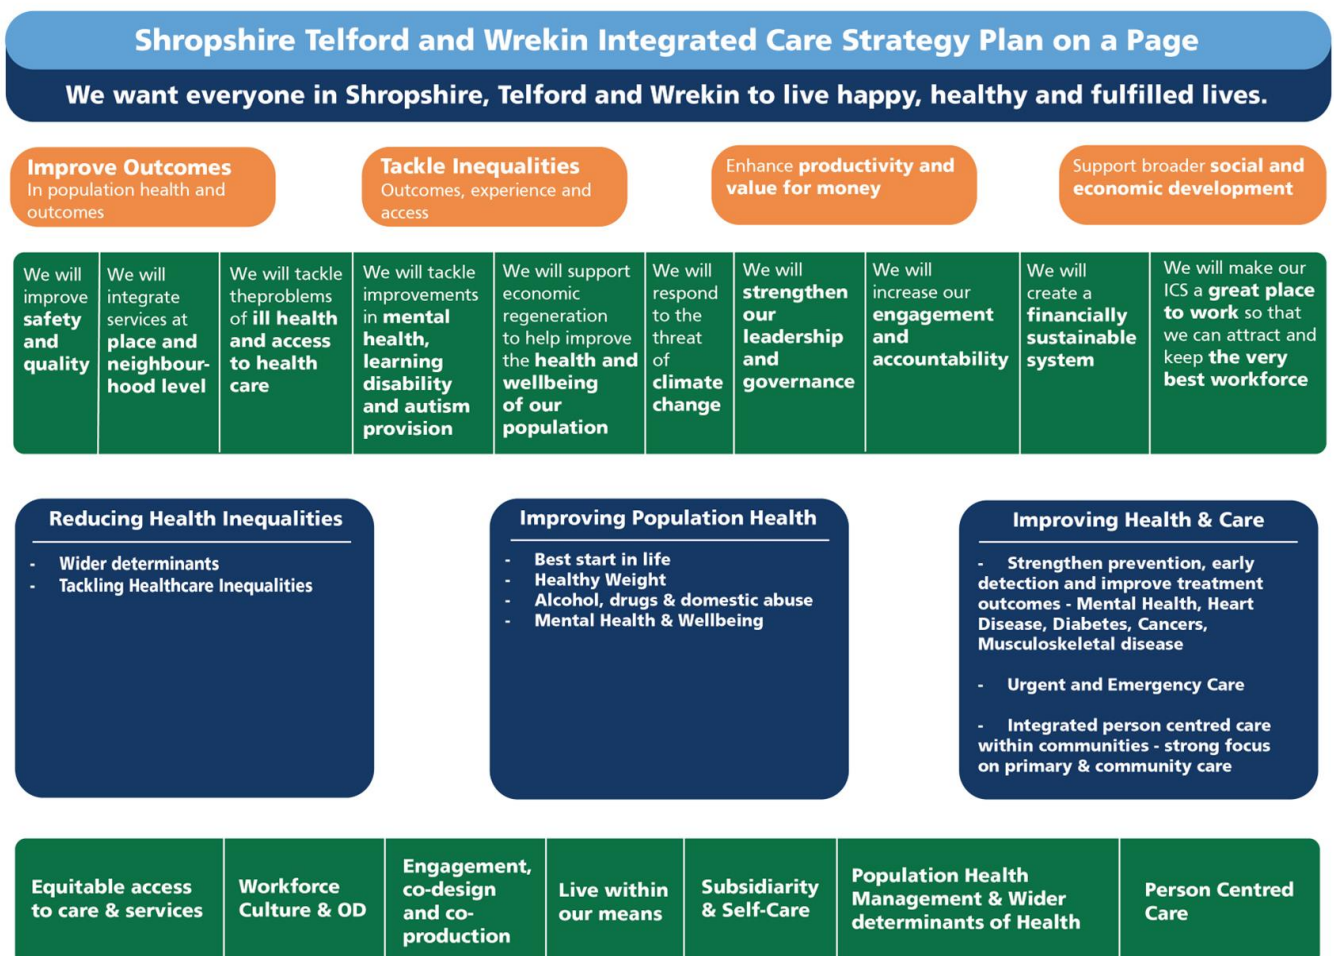 Shropshire Telford and Wrekin Integrated Care Strategy Plan on a Page
We want everyone in Shropshire, Telford and Wrekin to live happy, healthy and fulfilled lives.
Improve Outcomes
In population health and
outcomes
Tackle Inequalities
Outcomes, experience and
access
Enhance productivity and
value for money
Support broader social and
economic development
We will
improve
safety
and
quality
We will
integrate
services at
place and
neighbour-
hood level
We will tackle
theproblems
of ill health
and access
to health
care
We will tackle
improvements
in mental
health,
learning
disability
and autism
provision
We will support
economic
regeneration
to help improve
the health and
wellbeing
of our
population
We will
respond
to the
threat
of
climate
change
We will
strengthen
our
leadership
and
governance
We will
increase our
engagement
and
accountability
We will
create a
financially
sustainable
system
We will make our
ICS a great place
to work so that
we can attract and
keep the very
best workforce
Reducing Health Inequalities
- Wider determinants
- Tackling Healthcare Inequalities
Improving Population Health
- Best start in life
- Healthy Weight
- Alcohol, drugs & domestic abuse
- Mental Health & Wellbeing
Improving Health & Care
- Strengthen prevention, early
detection and improve treatment
outcomes - Mental Health, Heart
Disease, Diabetes, Cancers,
Musculoskeletal disease
- Urgent and Emergency Care
- Integrated person centred care
within communities - strong focus
on primary & community care
Equitable access
to care & services
Workforce
Culture & OD
Engagement,
co-design
and co-
production
Live within
our means
Subsidiarity
& Self-Care
Population Health
Management & Wider
determinants of Health
Person Centred
Care